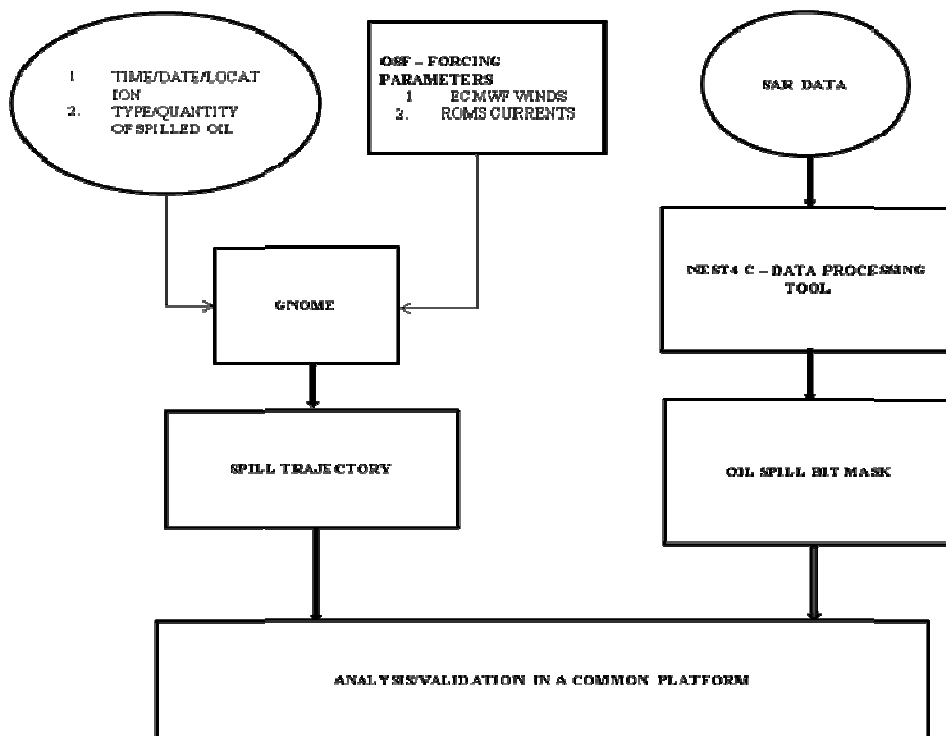 1 TIME/DATE/LOCAT
ION
2. TYPE/QUANTITY
OF SPILLED OIL
OSF – FORCING
PARAMETERS
1 ECMWF WINDS
2. ROMS CURRENTS
SAR DATA
GNOME
NEST4 C – DATA PROCESSING
TOOL
SPILL TRAJECTORY
OIL SPILL BIT MASK
ANALYSIS/VALIDATION IN A COMMON PLATFORM